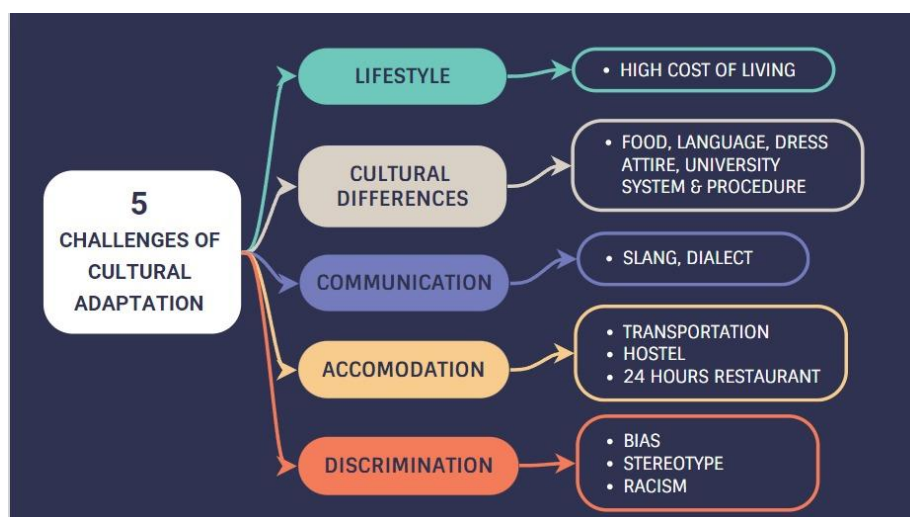 5
CHALLENGES OF
CULTURAL
ADAPTATION
LIFESTYLE
• HIGH COST OF LIVING
CULTURAL
DIFFERENCES
• FOOD, LANGUAGE, DRESS
ATTIRE, UNIVERSITY
SYSTEM & PROCEDURE
COMMUNICATION
• SLANG, DIALECT
ACCOMODATION
• TRANSPORTATION
• HOSTEL
• 24 HOURS RESTAURANT
DISCRIMINATION
• BIAS
• STEREOTYPE
• RACISM